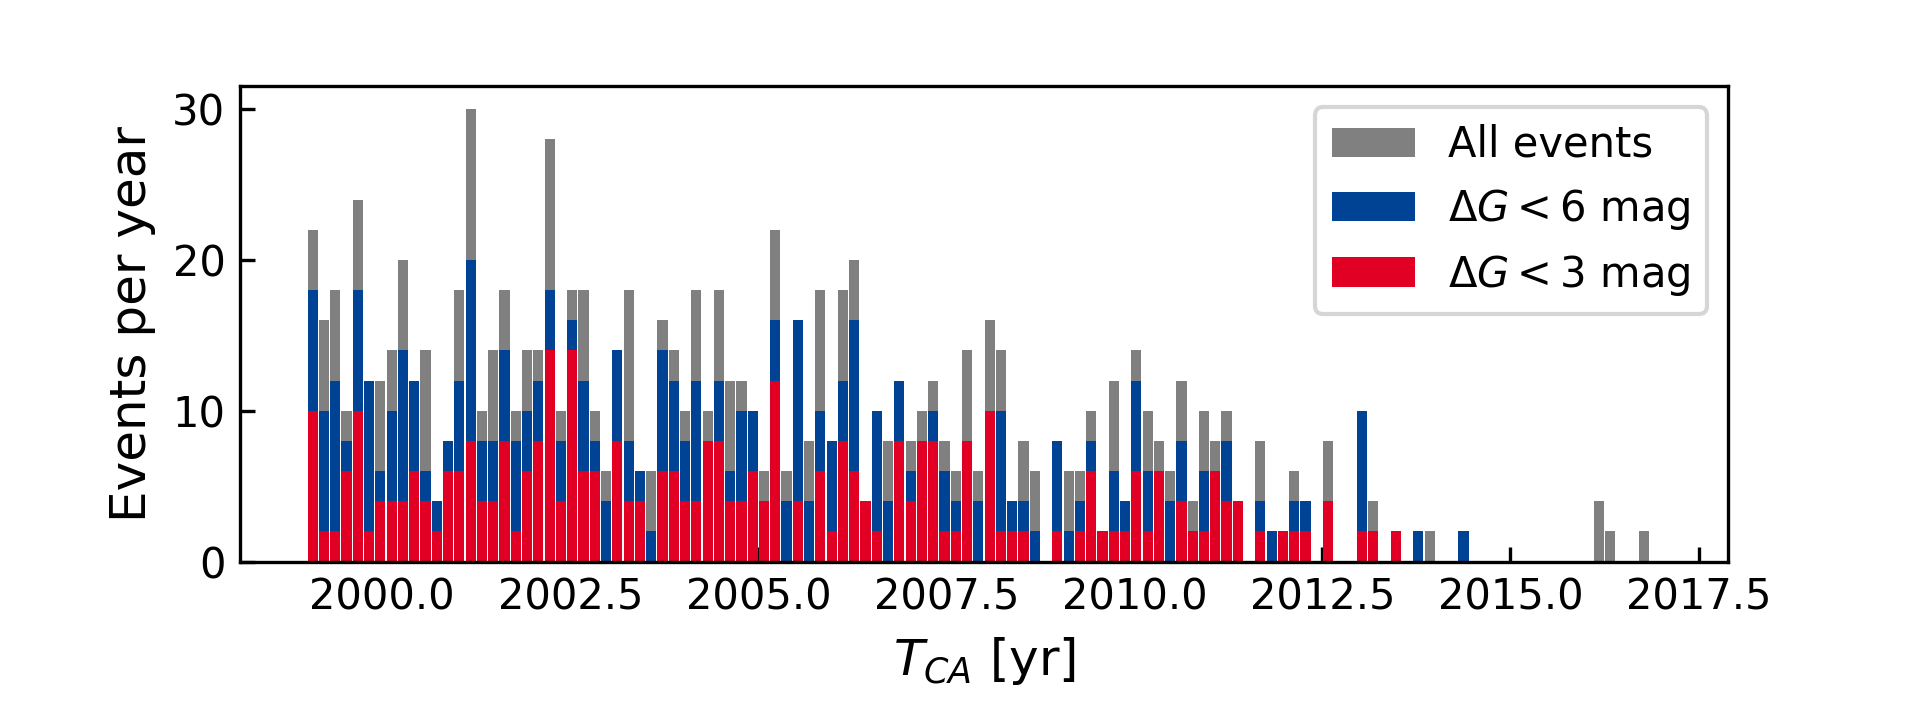 30
20
10
0
Events per year
All events
ΔG < 6 mag
ΔG < 3 mag
2000.0 2002.5 2005.0 2007.5 2010.0 2012.5 2015.0 2017.5
T_CA [yr]